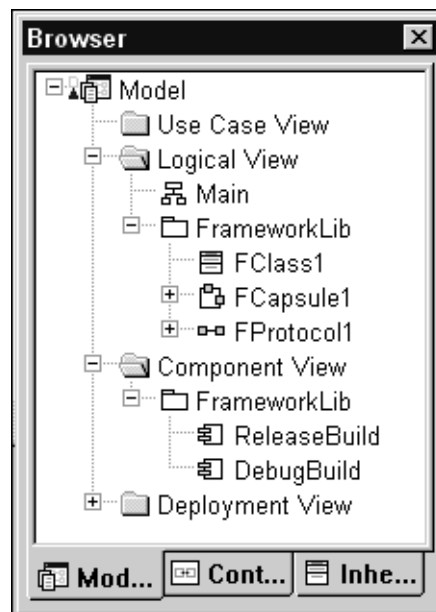 Browser
Model
Use Case View
Logical View
Main
FrameworkLib
FClass1
FCapsule1
FProtocol1
Component View
FrameworkLib
ReleaseBuild
DebugBuild
Deployment View
Mod... Cont... Inhe...